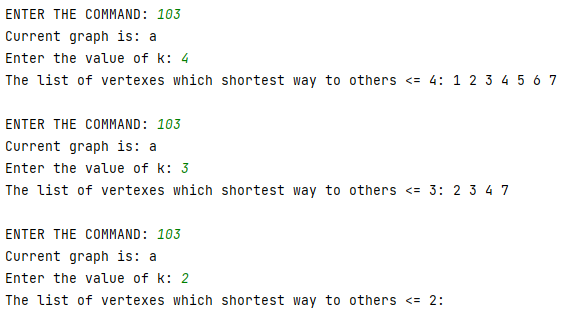 ENTER THE COMMAND: 103
Current graph is: a
Enter the value of k: 4
The list of vertexes which shortest way to others <= 4: 1 2 3 4 5 6 7
ENTER THE COMMAND: 103
Current graph is: a
Enter the value of k: 3
The list of vertexes which shortest way to others <= 3: 2 3 4 7
ENTER THE COMMAND: 103
Current graph is: a
Enter the value of k: 2
The list of vertexes which shortest way to others <= 2: